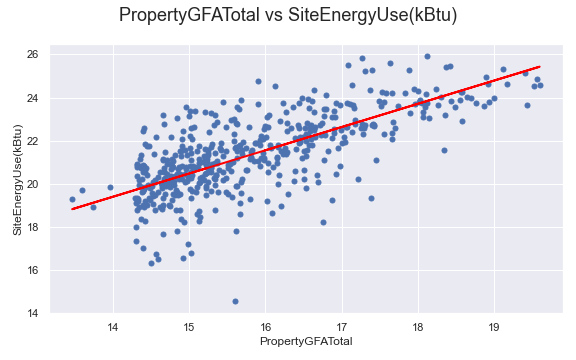 PropertyGFATotal vs SiteEnergyUse(kBtu)
26
24
22
20
18
16
14
SiteEnergyUse(kBtu)
14 15 16 17 18 19
PropertyGFATotal